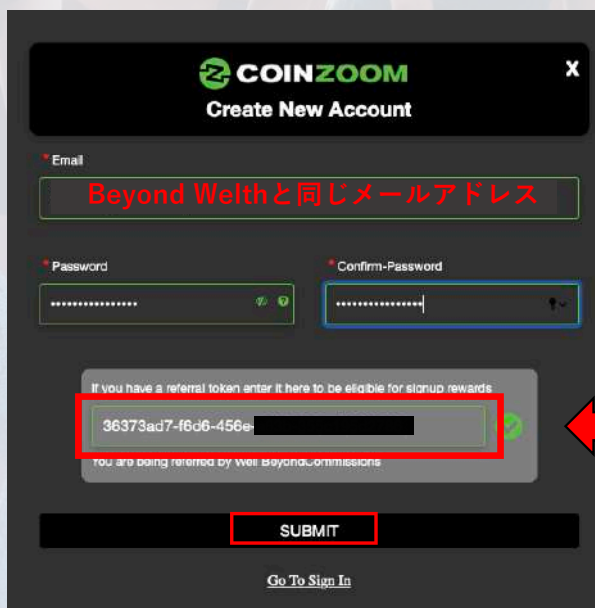 COINZOOM
X
Create New Account
* Email
Beyond Welthと同じメールアドレス
* Password
* Confirm-Password
•••••••••••••••• ••••••••••••••••
If you have a referral token enter it here to be eligible for signup rewards
36373ad7-f6d6-456e-
You are being referred by Well BeyondCommissions
SUBMIT
Go To Sign In